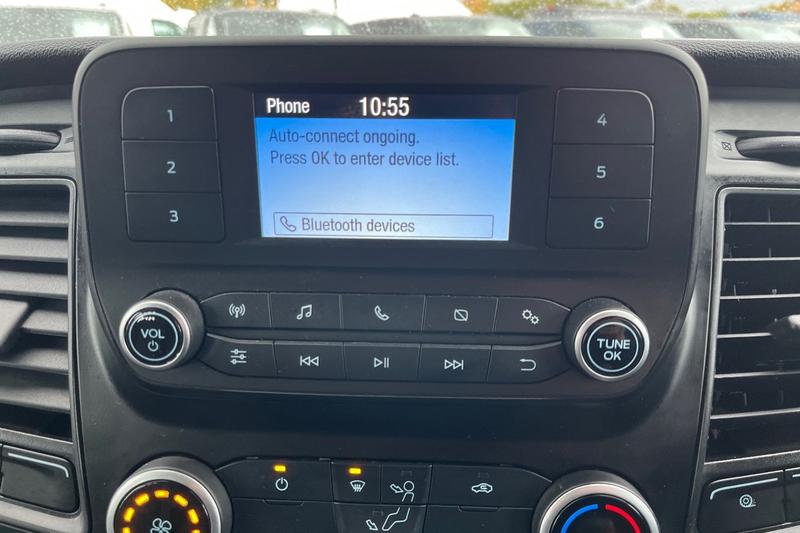 Phone 10:55
Auto-connect ongoing.
Press OK to enter device list.
Bluetooth devices
1
2
3
4
5
6
VOL
TUNE
OK